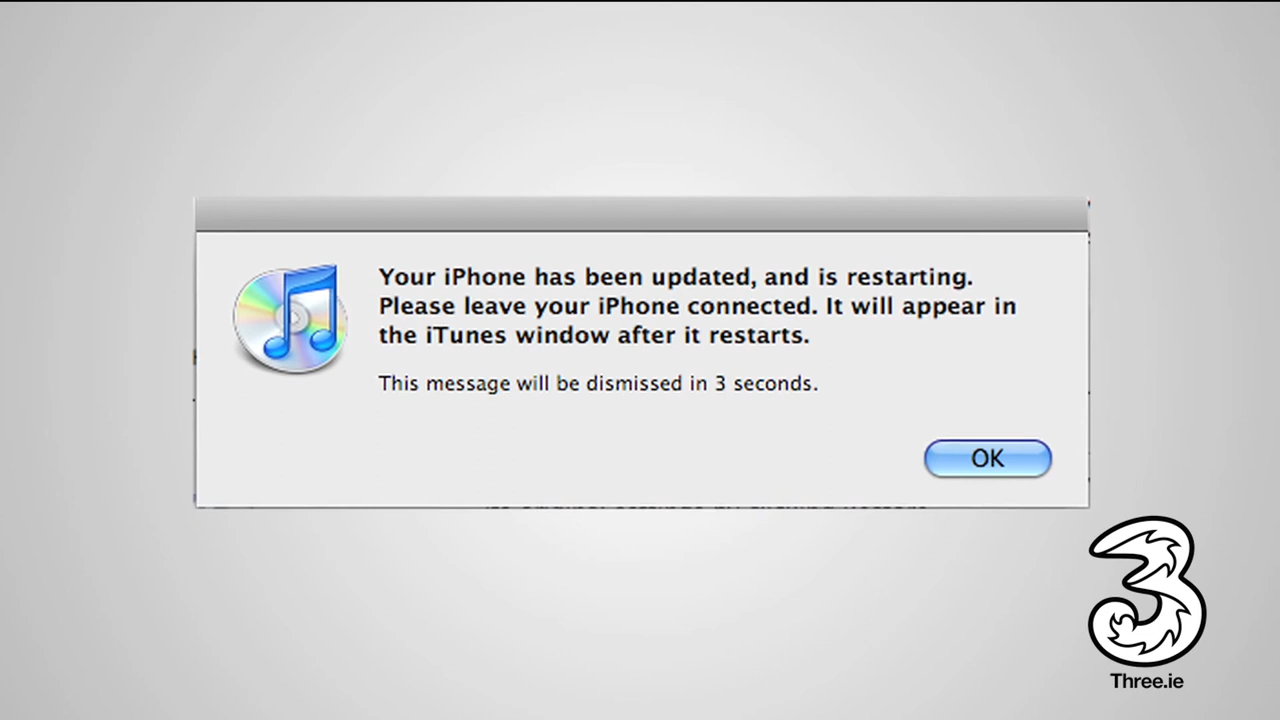 Your iPhone has been updated, and is restarting.
Please leave your iPhone connected. It will appear in
the iTunes window after it restarts.
This message will be dismissed in 3 seconds.
OK
3
Three.ie